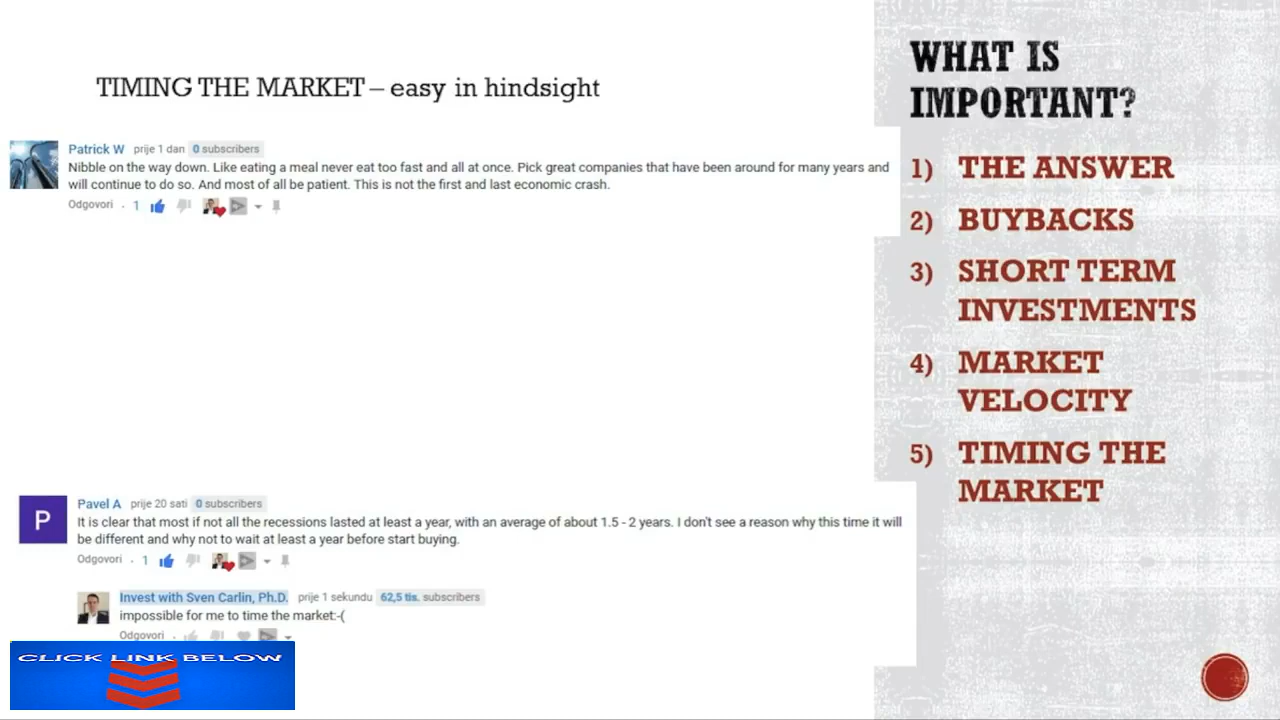 TIMING THE MARKET – easy in hindsight
Patrick W prije 1 dan 0 subscribers
Nibble on the way down. Like eating a meal never eat too fast and all at once. Pick great companies that have been around for many years and
will continue to do so. And most of all be patient. This is not the first and last economic crash.
Odgovori · 1
P
Pavel A prije 20 sati 0 subscribers
It is clear that most if not all the recessions lasted at least a year, with an average of about 1.5 - 2 years. I don't see a reason why this time it will
be different and why not to wait at least a year before start buying.
Odgovori · 1
Invest with Sven Carlin, Ph.D. prije 1 sekundu 62,5 tis. subscribers
impossible for me to time the market:-(
Odgovori ·
CLICK LINK BELOW
WHAT IS
IMPORTANT?
1) THE ANSWER
2) BUYBACKS
3) SHORT TERM
INVESTMENTS
4) MARKET
VELOCITY
5) TIMING THE
MARKET